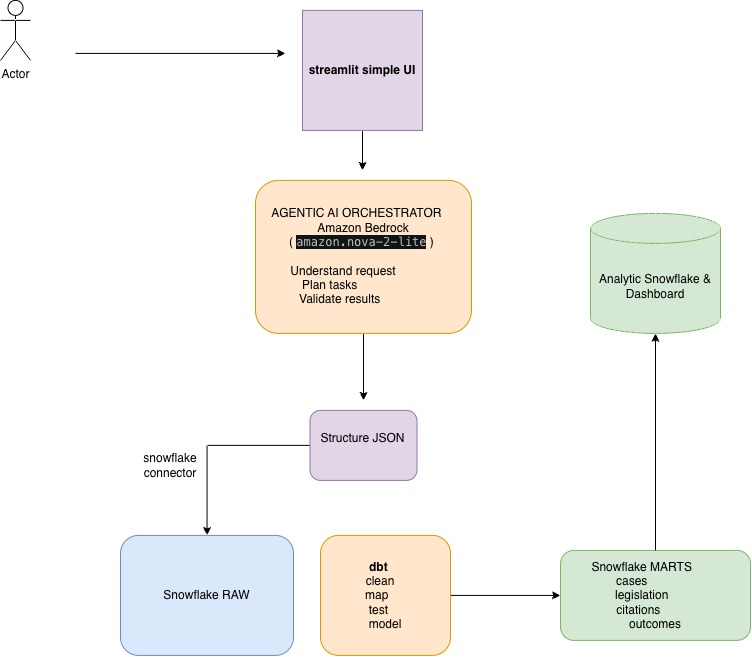 Actor
streamlit simple UI
AGENTIC AI ORCHESTRATOR
Amazon Bedrock
(amazon.nova-2-lite)
Understand request
Plan tasks
Validate results
Analytic Snowflake &
Dashboard
Structure JSON
snowflake
connector
Snowflake RAW
dbt
clean
map
test
model
Snowflake MARTS
cases
legislation
citations
outcomes